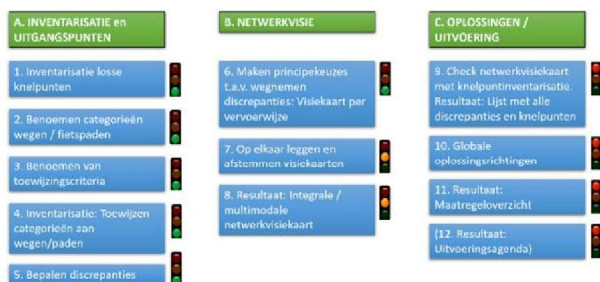 A. INVENTARISATIE en
UITGANGSPUNTEN
1. Inventarisatie losse
knelpunten
2. Benoemen categorieën
wegen / fietspaden
3. Benoemen van
toewijzingscriteria
4. Inventarisatie: Toewijzen
categorieën aan
wegen/paden
5. Bepalen discrepanties
B. NETWERKVISIE
6. Maken principekeuzes
t.a.v. wegnemen
discrepanties: Visiekaart per
vervoerwijze
7. Op elkaar leggen en
afstemmen visiekaarten
8. Resultaat: Integrale /
multimodale
netwerkvisiekaart
C. OPLOSSINGEN /
UITVOERING
9. Check netwerkvisiekaart
met knelpuntinventarisatie.
Resultaat: Lijst met alle
discrepanties en knelpunten
10. Globale
oplossingsrichtingen
11. Resultaat:
Maatregeloverzicht
(12. Resultaat:
Uitvoeringsagenda)